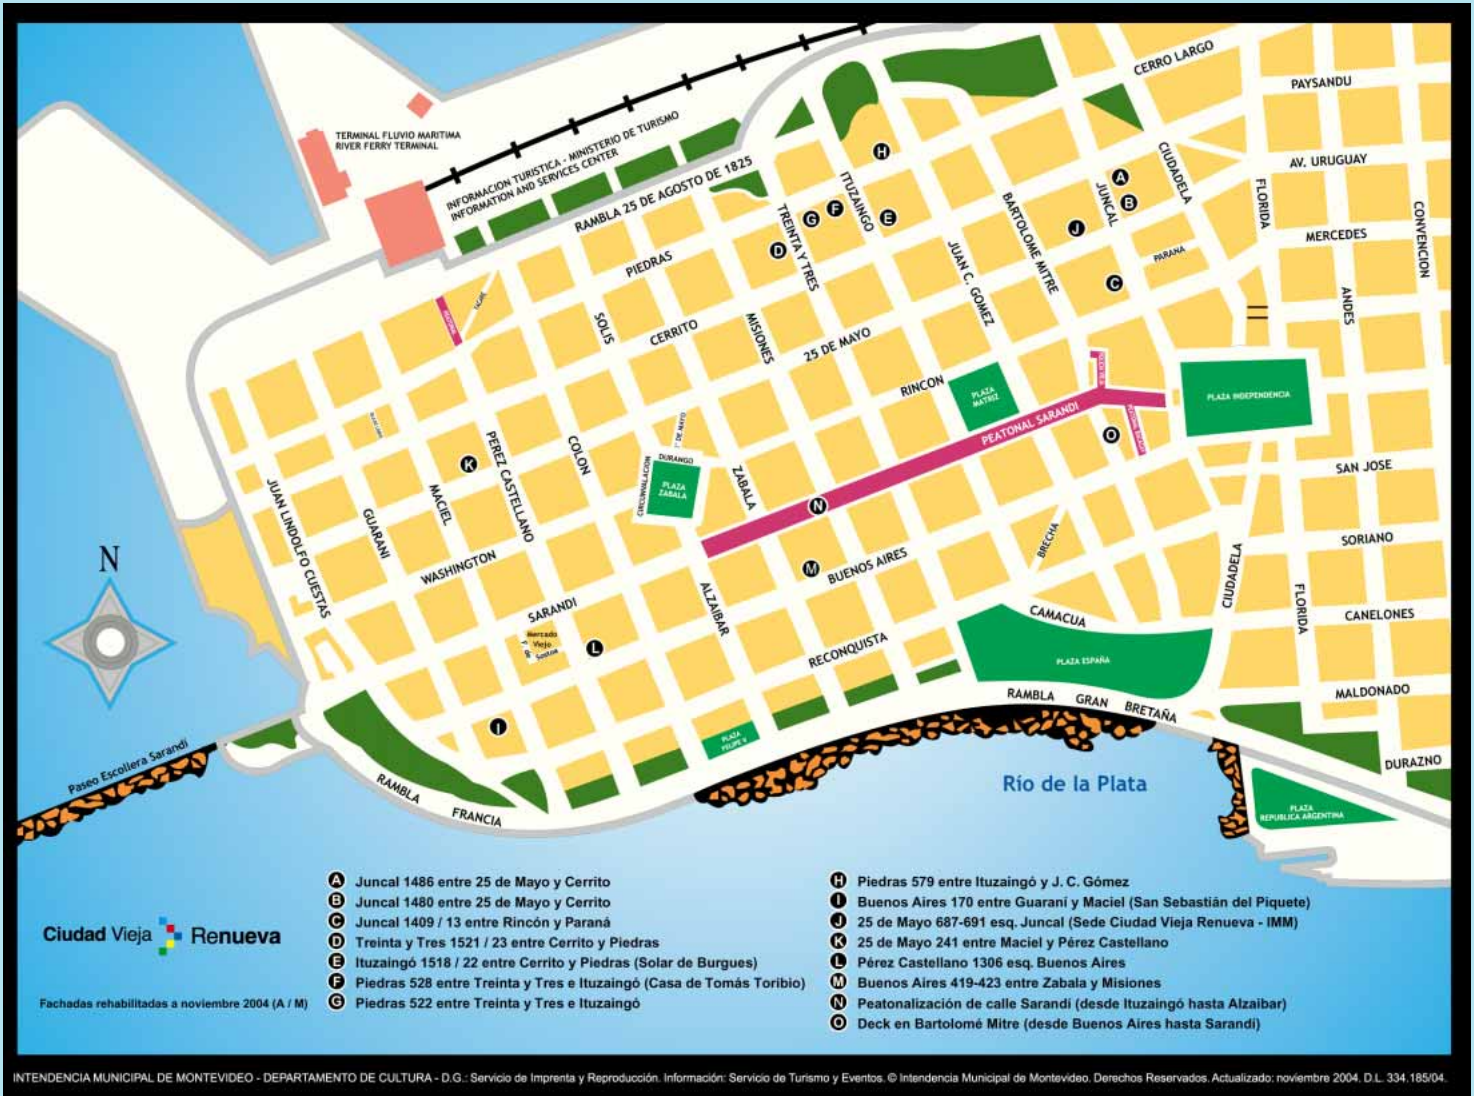 TERMINAL FLUVIO MARITIMA
RIVER FERRY TERMINAL
INFORMACION TURISTICA - MINISTERIO DE TURISMO
INFORMATION AND SERVICES CENTER
RAMBLA 25 DE AGOSTO DE 1825
CERRO LARGO
PAYSANDU
AV. URUGUAY
MERCEDES
PARANA
PIEDRAS
CERRITO
25 DE MAYO
RINCON
ITUZAINGO
TREINTA Y TRES
JUAN C. GOMEZ
BARTOLOME MITRE
JUNCAL
CIUDADELA
FLORIDA
CONVENCION
ANDES
SOLIS
MISIONES
ZABALA
1° DE MAYO
DURANGO
CIRCUNVALACION
PLAZA
ZABALA
PLAZA
MATRIZ
PEATONAL SARANDI
PLAZA INDEPENDENCIA
COLON
PEREZ CASTELLANO
MACIEL
GUARANI
JUAN LINDOLFO CUESTAS
WASHINGTON
SARANDI
Mercado
Viejo
ALZAIBAR
BUENOS AIRES
RECONQUISTA
BRECHA
CAMACUA
CIUDADELA
FLORIDA
SAN JOSE
SORIANO
CANELONES
MALDONADO
DURAZNO
PLAZA ESPAÑA
RAMBLA GRAN BRETAÑA
PLAZA
FELIPE V
RAMBLA FRANCIA
Paseo Escollera Sarandí
Río de la Plata
PLAZA
REPUBLICA ARGENTINA
N
A
B
C
D
E
F
G
H
I
J
K
L
M
N
O
A Juncal 1486 entre 25 de Mayo y Cerrito
B Juncal 1480 entre 25 de Mayo y Cerrito
C Juncal 1409 / 13 entre Rincón y Paraná
D Treinta y Tres 1521 / 23 entre Cerrito y Piedras
E Ituzaingó 1518 / 22 entre Cerrito y Piedras (Solar de Burgues)
F Piedras 528 entre Treinta y Tres e Ituzaingó (Casa de Tomás Toribio)
G Piedras 522 entre Treinta y Tres e Ituzaingó
H Piedras 579 entre Ituzaingó y J. C. Gómez
I Buenos Aires 170 entre Guaraní y Maciel (San Sebastián del Piquete)
J 25 de Mayo 687-691 esq. Juncal (Sede Ciudad Vieja Renueva - IMM)
K 25 de Mayo 241 entre Maciel y Pérez Castellano
L Pérez Castellano 1306 esq. Buenos Aires
M Buenos Aires 419-423 entre Zabala y Misiones
N Peatonalización de calle Sarandí (desde Ituzaingó hasta Alzaibar)
O Deck en Bartolomé Mitre (desde Buenos Aires hasta Sarandí)
Ciudad Vieja Renueva
Fachadas rehabilitadas a noviembre 2004 (A / M)
INTENDENCIA MUNICIPAL DE MONTEVIDEO - DEPARTAMENTO DE CULTURA - D.G.: Servicio de Imprenta y Reproducción. Información: Servicio de Turismo y Eventos. © Intendencia Municipal de Montevideo. Derechos Reservados. Actualizado: noviembre 2004. D.L. 334.185/04.